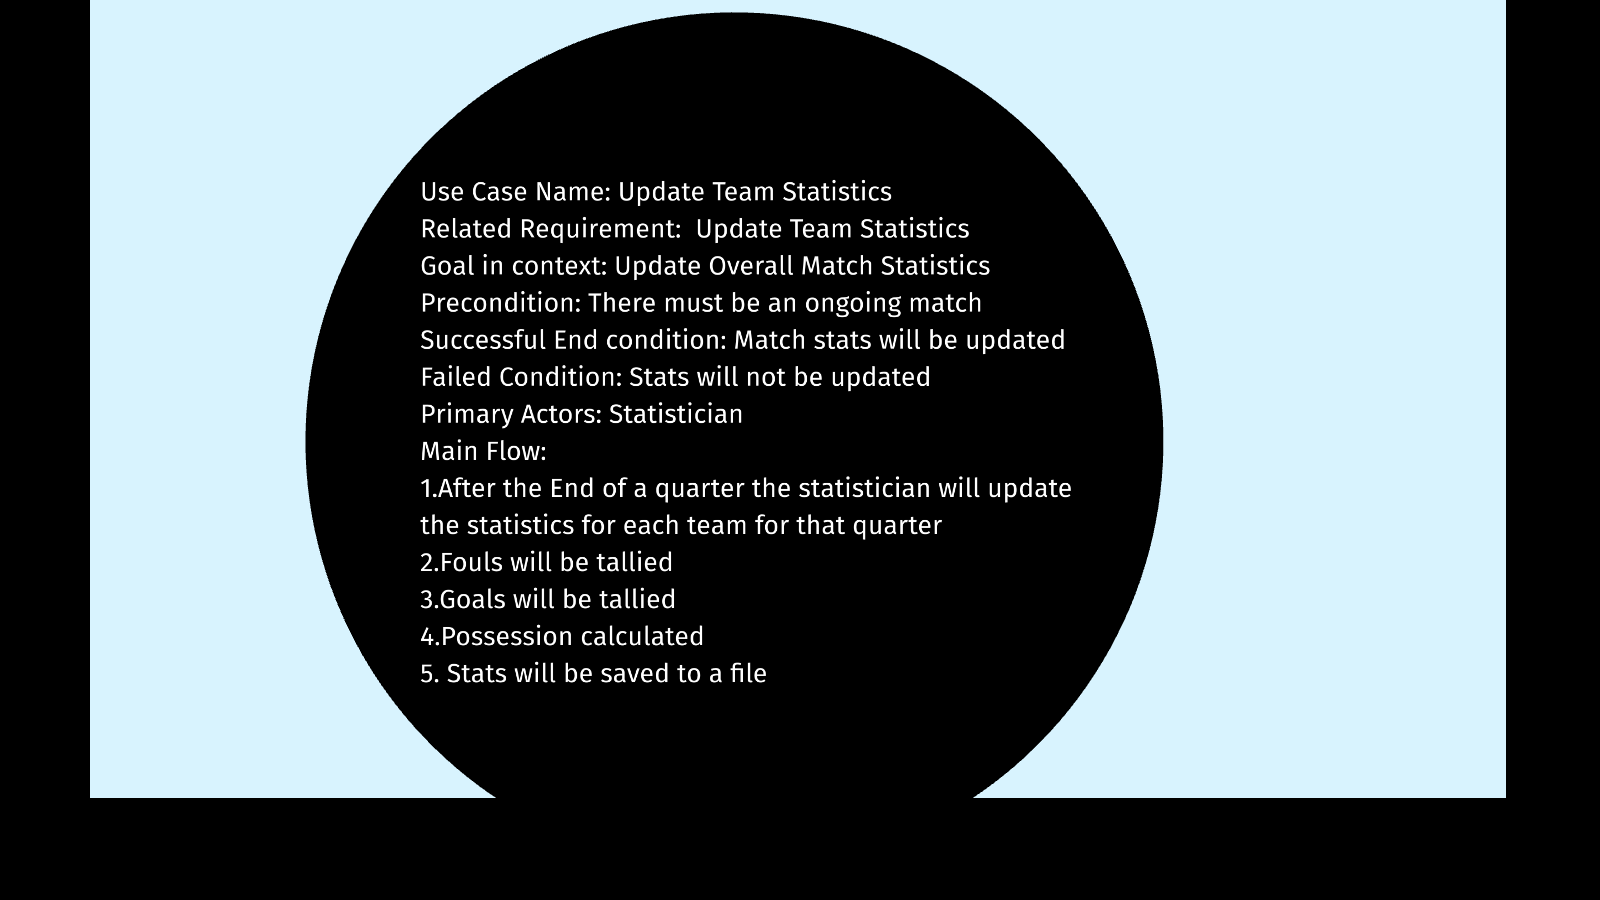 Use Case Name: Update Team Statistics
Related Requirement:  Update Team Statistics
Goal in context: Update Overall Match Statistics
Precondition: There must be an ongoing match
Successful End condition: Match stats will be updated
Failed Condition: Stats will not be updated
Primary Actors: Statistician
Main Flow:
1.After the End of a quarter the statistician will update
the statistics for each team for that quarter
2.Fouls will be tallied
3.Goals will be tallied
4.Possession calculated
5. Stats will be saved to a file